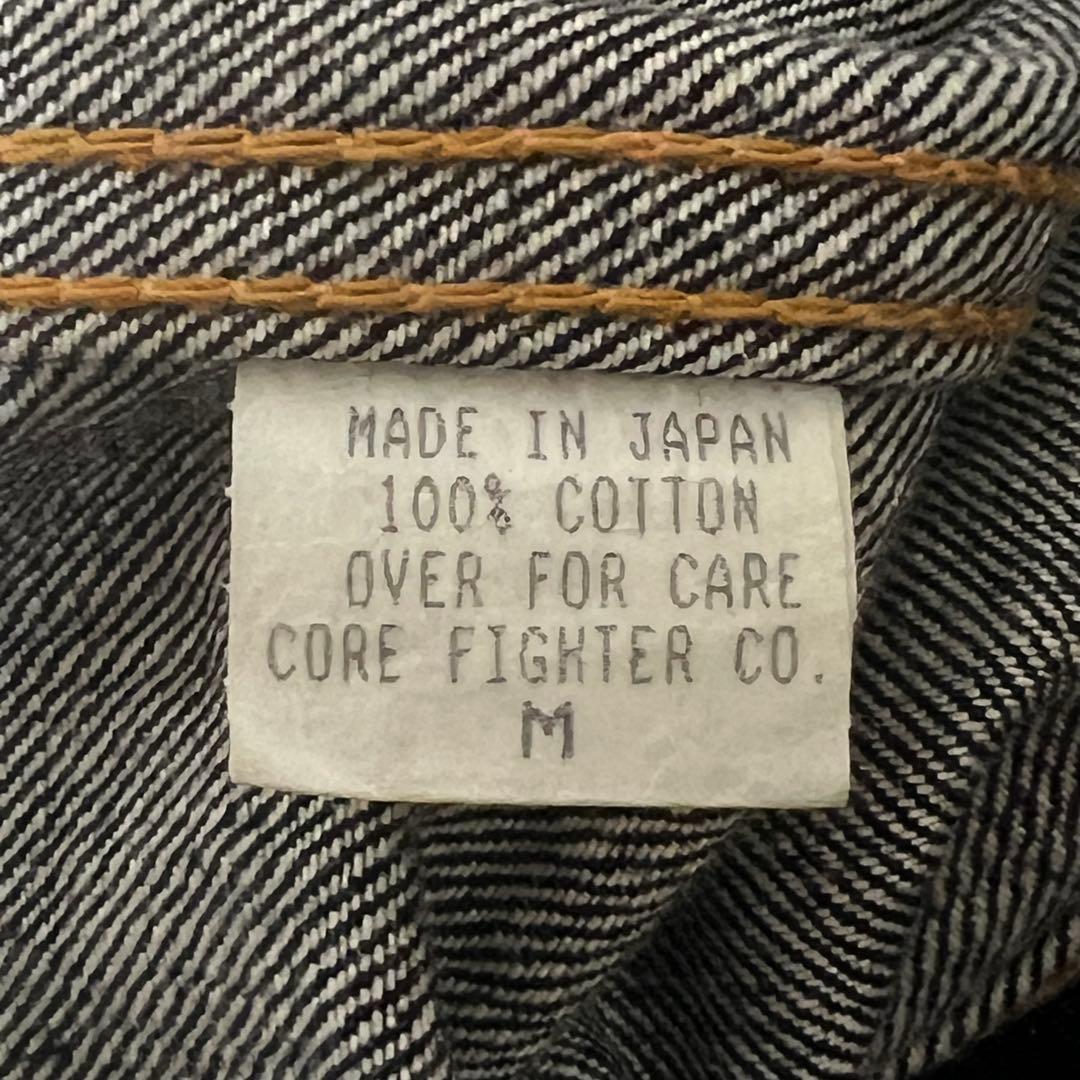 MADE IN JAPAN
100% COTTON
OVER FOR CARE
CORE FIGHTER CO.
M